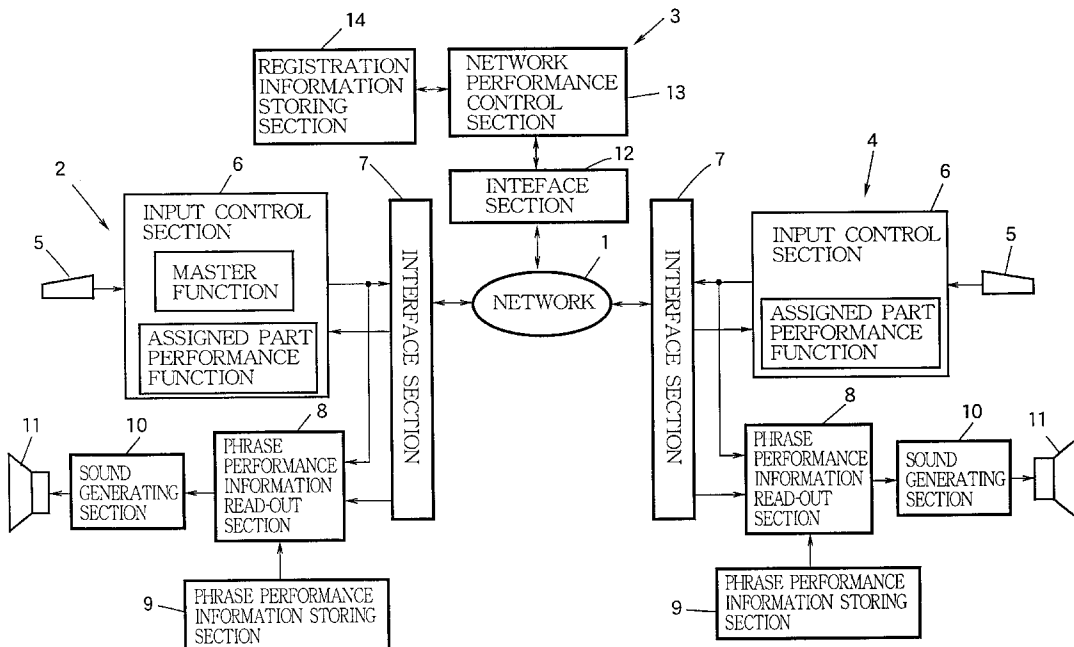 14
3
REGISTRATION
INFORMATION
STORING
SECTION
NETWORK
PERFORMANCE
CONTROL
SECTION
13
12
INTEFACE
SECTION
2
6
7
INPUT CONTROL
SECTION
5
MASTER
FUNCTION
ASSIGNED PART
PERFORMANCE
FUNCTION
INTERFACE SECTION
1
NETWORK
7
INTERFACE SECTION
4
6
INPUT CONTROL
SECTION
5
ASSIGNED PART
PERFORMANCE
FUNCTION
11
10
SOUND
GENERATING
SECTION
8
PHRASE
PERFORMANCE
INFORMATION
READ-OUT
SECTION
9
PHRASE PERFORMANCE
INFORMATION STORING
SECTION
8
PHRASE
PERFORMANCE
INFORMATION
READ-OUT
SECTION
10
SOUND
GENERATING
SECTION
11
9
PHRASE PERFORMANCE
INFORMATION STORING
SECTION